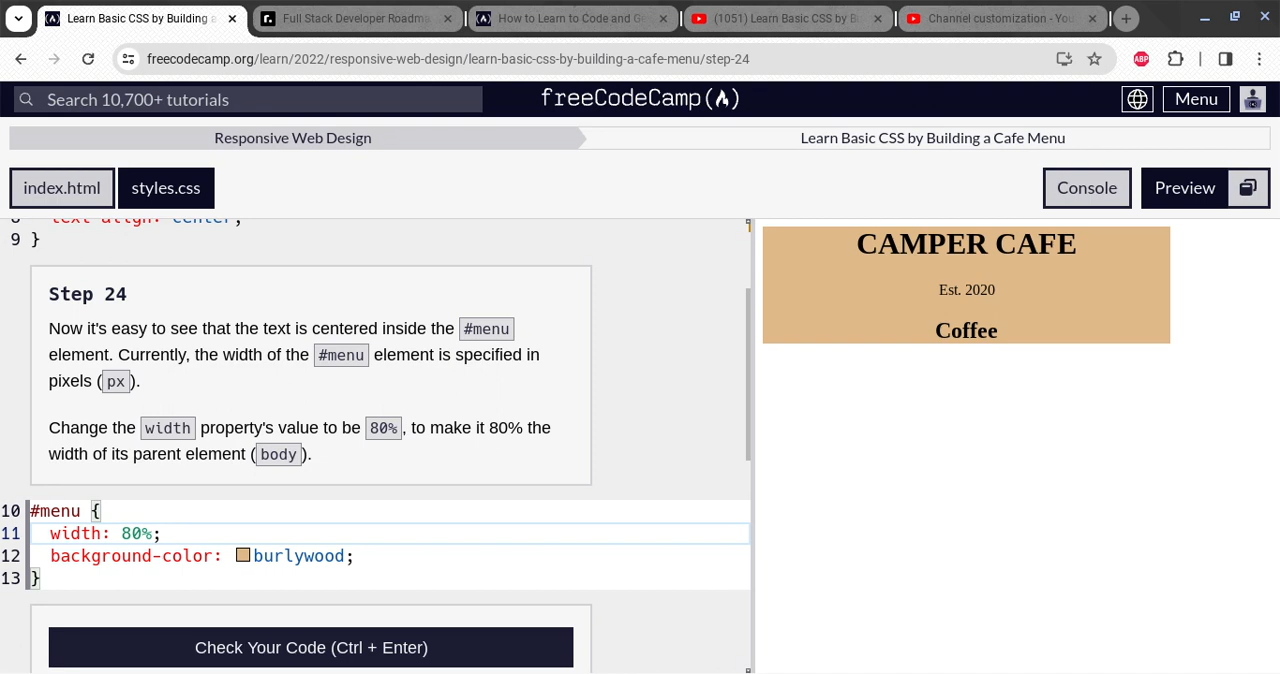 Learn Basic CSS by Building a
Full Stack Developer Roadma
How to Learn to Code and Ge
(1051) Learn Basic CSS by B
Channel customization - You
freecodecamp.org/learn/2022/responsive-web-design/learn-basic-css-by-building-a-cafe-menu/step-24
ABP
Search 10,700+ tutorials
freeCodeCamp
Menu
Responsive Web Design
Learn Basic CSS by Building a Cafe Menu
index.html
styles.css
Console
Preview
8 text-align: center;
9 }
Step 24
Now it's easy to see that the text is centered inside the #menu
element. Currently, the width of the #menu element is specified in
pixels (px).
Change the width property's value to be 80%, to make it 80% the
width of its parent element (body).
10 #menu {
11 width: 80%;
12 background-color: burlywood;
13 }
Check Your Code (Ctrl + Enter)
CAMPER CAFE
Est. 2020
Coffee